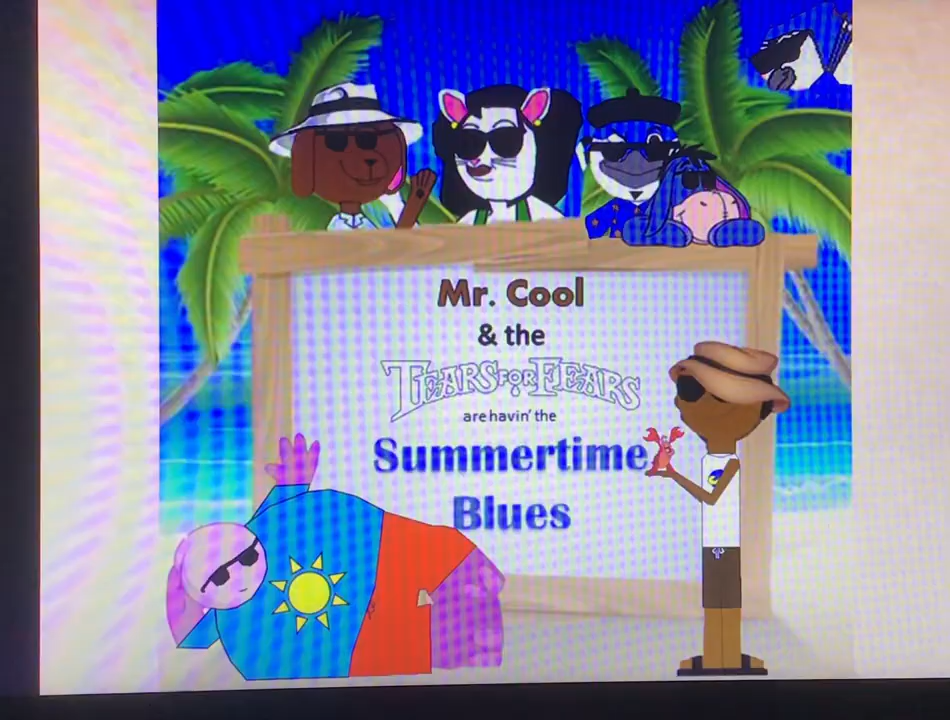 Mr. Cool
& the
TEARS FOR FEARS
are havin' the
Summertime
Blues